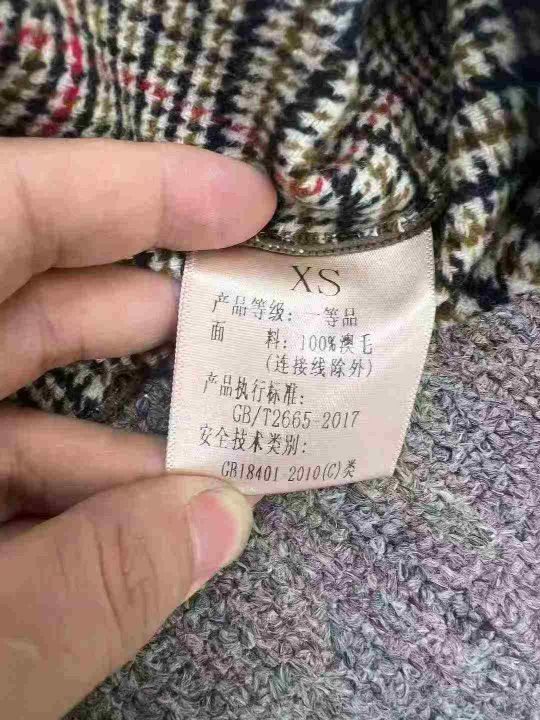 XS
产品等级：一等品
面 料：100%澳毛
(连接线除外)
产品执行标准：
GB/T2665-2017
安全技术类别：
GB18401-2010(C)类